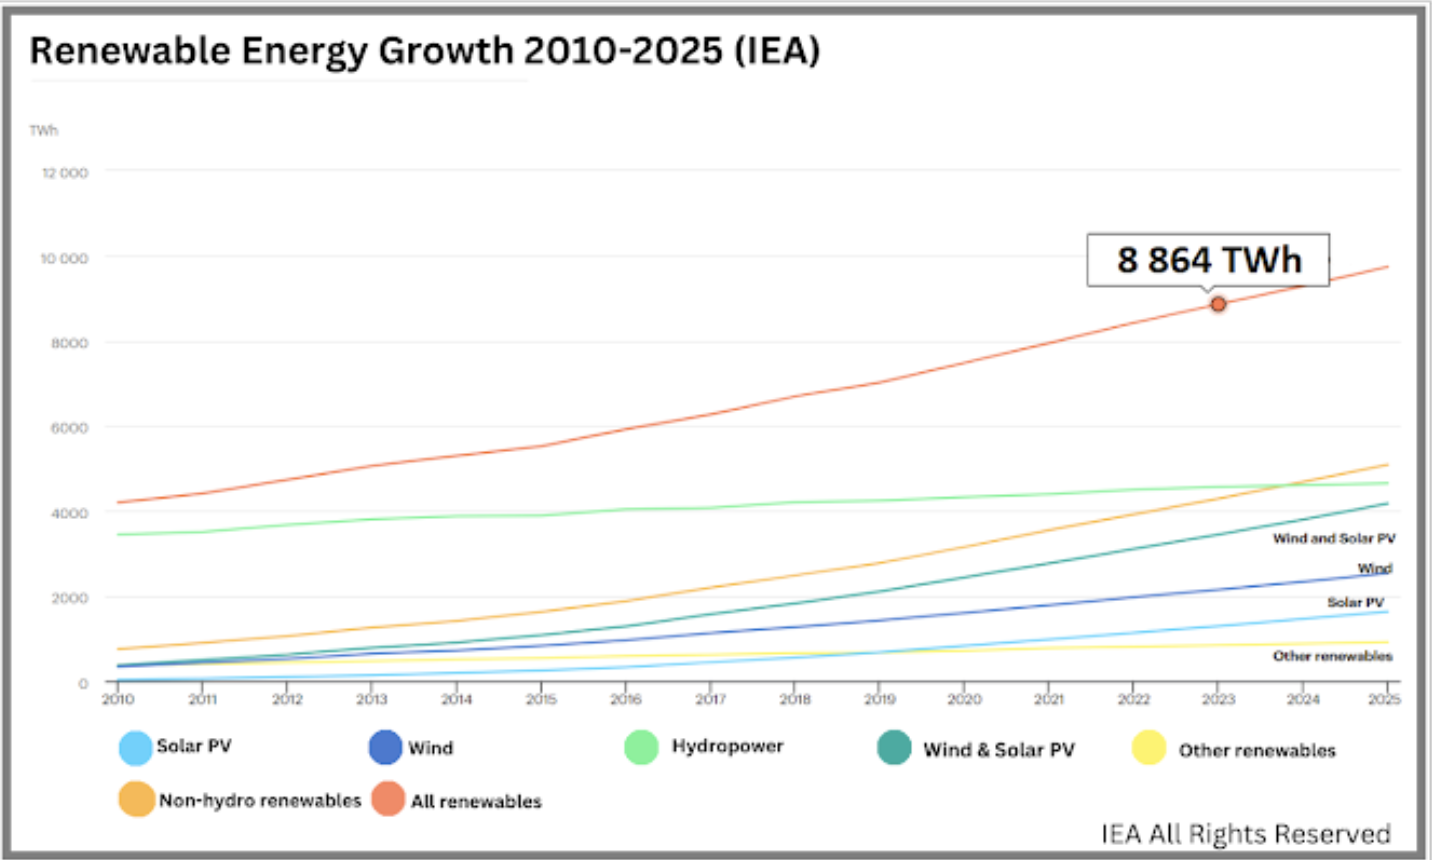 Renewable Energy Growth 2010-2025 (IEA)
TWh
12 000
10 000
8 864 TWh
8000
6000
4000
Wind and Solar PV
Wind
2000
Solar PV
Other renewables
0
2010 2011 2012 2013 2014 2015 2016 2017 2018 2019 2020 2021 2022 2023 2024 2025
Solar PV Wind Hydropower Wind & Solar PV Other renewables
Non-hydro renewables All renewables
IEA All Rights Reserved